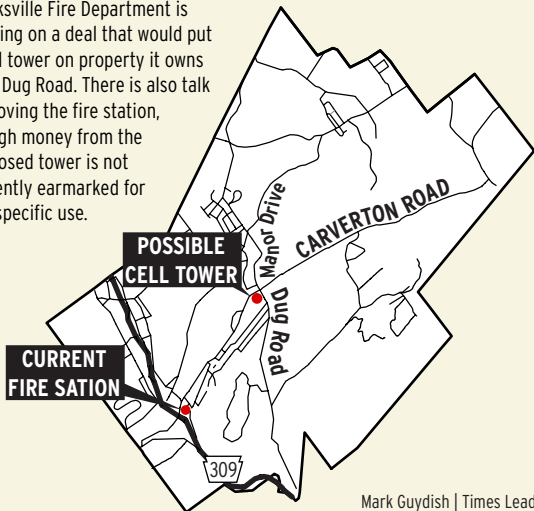 ksville Fire Department is
ing on a deal that would put
l tower on property it owns
Dug Road. There is also talk
oving the fire station,
gh money from the
osed tower is not
ently earmarked for
specific use.
Manor Drive
CARVERTON ROAD
POSSIBLE
CELL TOWER
Dug Road
CURRENT
FIRE SATION
309
Mark Guydish | Times Lead